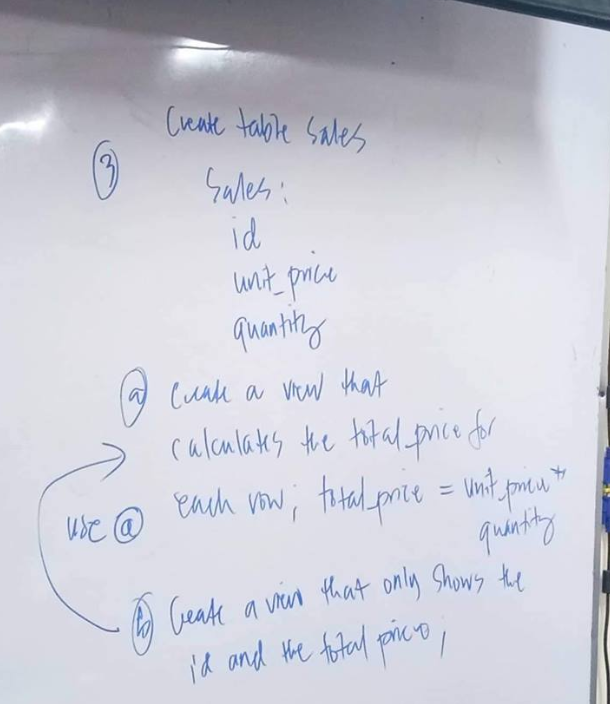 Create table sales
③
Sales:
id
unit_price
quantity
ⓐ create a view that
calculates the total_price for
each row; total_price = unit_price *
quantity
use ⓐ
ⓑ Create a view that only shows the
id and the total price;